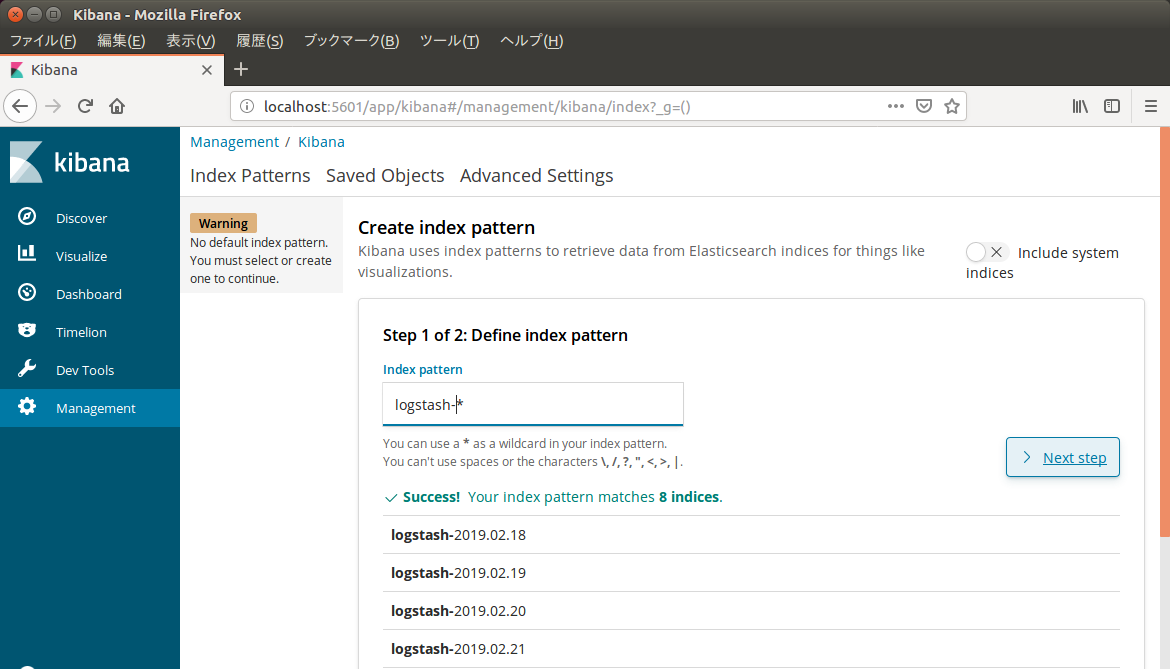 Kibana - Mozilla Firefox
ファイル(F) 編集(E) 表示(V) 履歴(S) ブックマーク(B) ツール(T) ヘルプ(H)
Kibana
localhost:5601/app/kibana#/management/kibana/index?_g=()
kibana
Discover
Visualize
Dashboard
Timelion
Dev Tools
Management
Management / Kibana
Index Patterns Saved Objects Advanced Settings
Warning
No default index pattern.
You must select or create
one to continue.
Create index pattern
Kibana uses index patterns to retrieve data from Elasticsearch indices for things like
visualizations.
Include system
indices
Step 1 of 2: Define index pattern
Index pattern
logstash-*
You can use a * as a wildcard in your index pattern.
You can't use spaces or the characters \, /, ?, ", <, >, |.
Next step
Success! Your index pattern matches 8 indices.
logstash-2019.02.18
logstash-2019.02.19
logstash-2019.02.20
logstash-2019.02.21